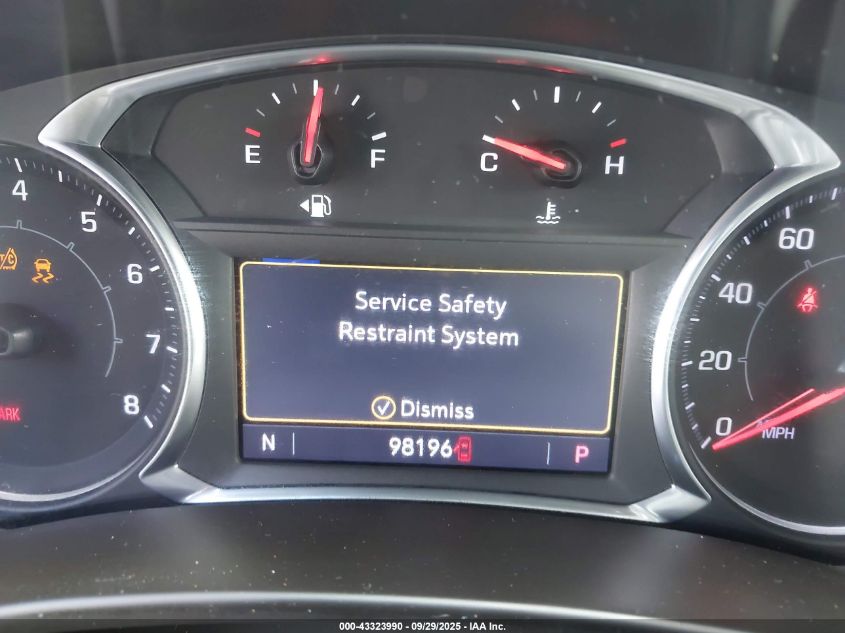 E F
C H
4
5
6
7
8
PARK
Service Safety
Restraint System
Dismiss
N 98196 P
60
40
20
0
MPH
000-43323990 - 09/29/2025 - IAA Inc.